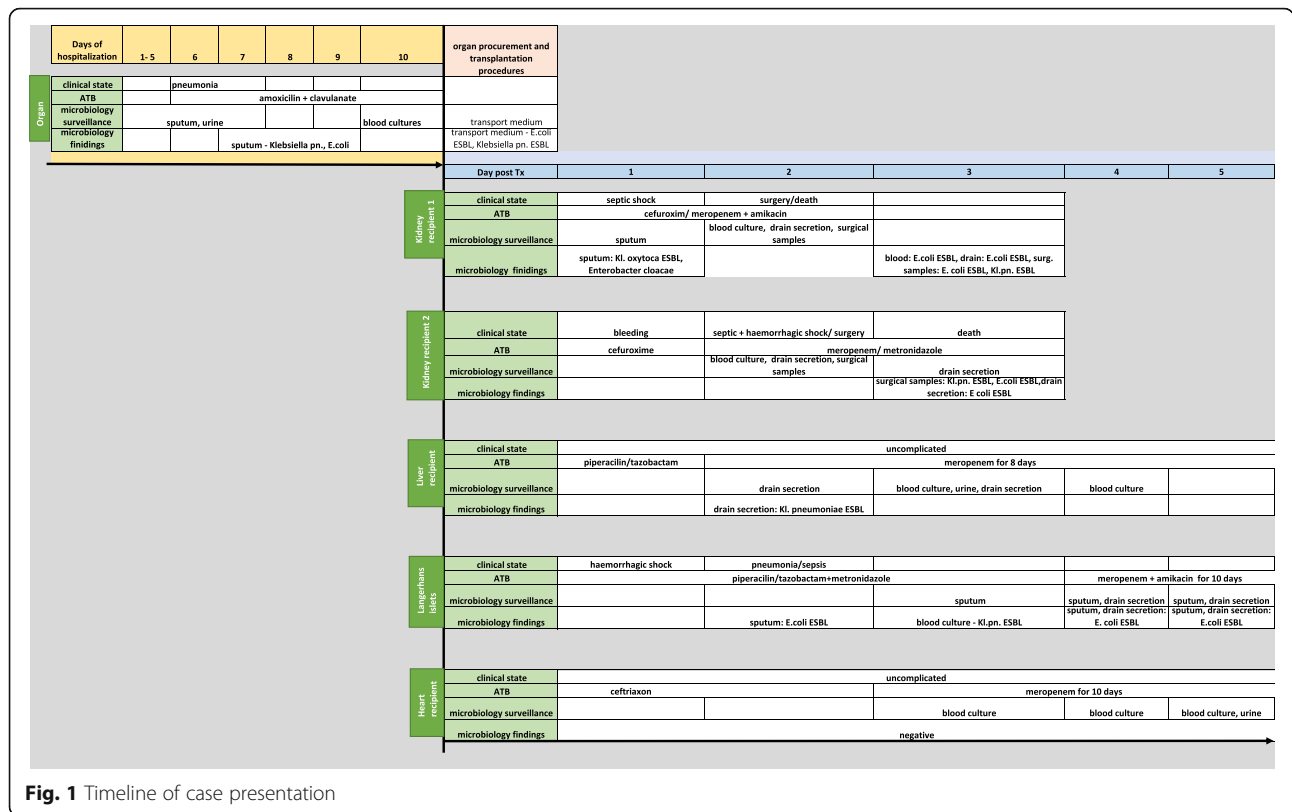 Days of hospitalization 1- 5 6 7 8 9 10 organ procurement and transplantation procedures
Organ
clinical state pneumonia
ATB amoxicilin + clavulanate
microbiology surveillance sputum, urine blood cultures transport medium
microbiology finidings sputum - Klebsiella pn., E.coli transport medium - E.coli ESBL, Klebsiella pn. ESBL
Day post Tx 1 2 3 4 5
Kidney recipient 1
clinical state septic shock surgery/death
ATB cefuroxim/ meropenem + amikacin
microbiology surveillance sputum blood culture, drain secretion, surgical samples
microbiology finidings sputum: Kl. oxytoca ESBL, Enterobacter cloacae blood: E.coli ESBL, drain: E.coli ESBL, surg. samples: E. coli ESBL, Kl.pn. ESBL
Kidney recipient 2
clinical state bleeding septic + haemorrhagic shock/ surgery death
ATB cefuroxime meropenem/ metronidazole
microbiology surveillance blood culture, drain secretion, surgical samples drain secretion
microbiology findings surgical samples: Kl.pn. ESBL, E.coli ESBL,drain secretion: E coli ESBL
Liver recipient
clinical state uncomplicated
ATB piperacilin/tazobactam meropenem for 8 days
microbiology surveillance drain secretion blood culture, urine, drain secretion blood culture
microbiology findings drain secretion: Kl. pneumoniae ESBL
Langerhans islets
clinical state haemorrhagic shock pneumonia/sepsis
ATB piperacilin/tazobactam+metronidazole meropenem + amikacin for 10 days
microbiology surveillance sputum sputum, drain secretion sputum, drain secretion
microbiology findings sputum: E.coli ESBL blood culture - Kl.pn. ESBL sputum, drain secretion: E. coli ESBL sputum, drain secretion: E.coli ESBL
Heart recipient
clinical state uncomplicated
ATB ceftriaxon meropenem for 10 days
microbiology surveillance blood culture blood culture blood culture, urine
microbiology findings negative
Fig. 1 Timeline of case presentation